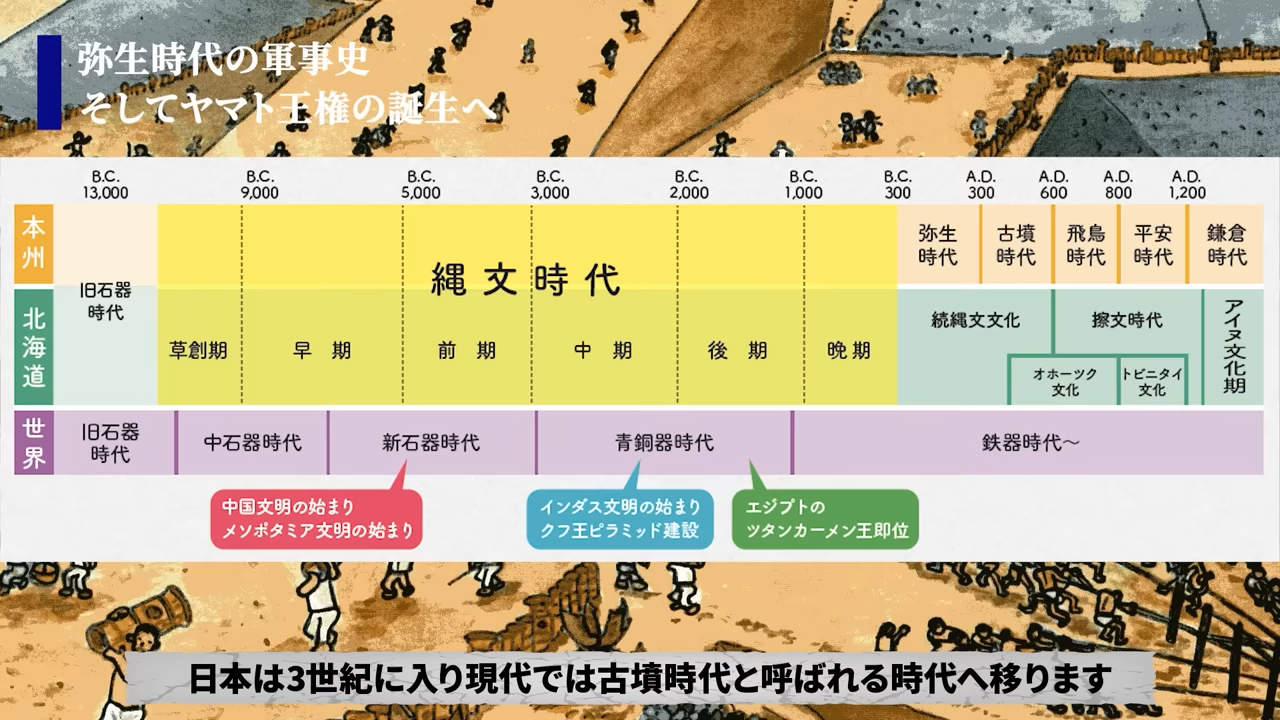 弥生時代の軍事史
そしてヤマト王権の誕生へ
B.C.
13,000
B.C.
9,000
B.C.
5,000
B.C.
3,000
B.C.
2,000
B.C.
1,000
B.C.
300
A.D.
300
A.D.
600
A.D.
800
A.D.
1,200
本州
旧石器
時代
縄文時代
弥生
時代
古墳
時代
飛鳥
時代
平安
時代
鎌倉
時代
北海道
草創期
早期
前期
中期
後期
晩期
続縄文文化
擦文時代
オホーツク
文化
トビニタイ
文化
アイヌ文化期
世界
旧石器
時代
中石器時代
新石器時代
青銅器時代
鉄器時代〜
中国文明の始まり
メソポタミア文明の始まり
インダス文明の始まり
クフ王ピラミッド建設
エジプトの
ツタンカーメン王即位
日本は3世紀に入り現代では古墳時代と呼ばれる時代へ移ります